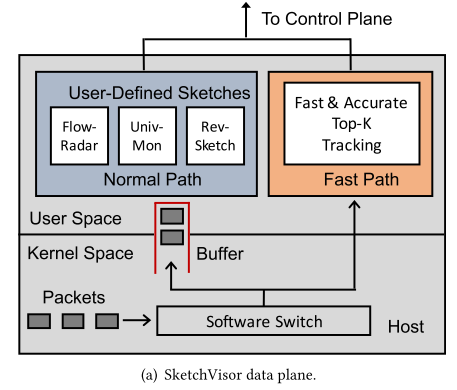 To Control Plane
User-Defined Sketches
Flow-
Radar
Univ-
Mon
Rev-
Sketch
Normal Path
Fast & Accurate
Top-K
Tracking
Fast Path
User Space
Kernel Space
Buffer
Packets
Software Switch
Host
(a) SketchVisor data plane.